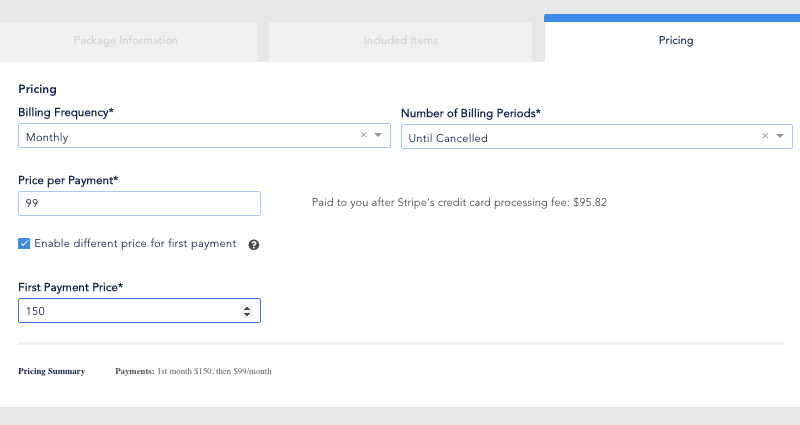 Package Information
Included Items
Pricing
Pricing
Billing Frequency*
Number of Billing Periods*
Monthly
Until Cancelled
Price per Payment*
99
Paid to you after Stripe's credit card processing fee: $95.82
Enable different price for first payment
First Payment Price*
150
Pricing Summary
Payments: 1st month $150, then $99/month